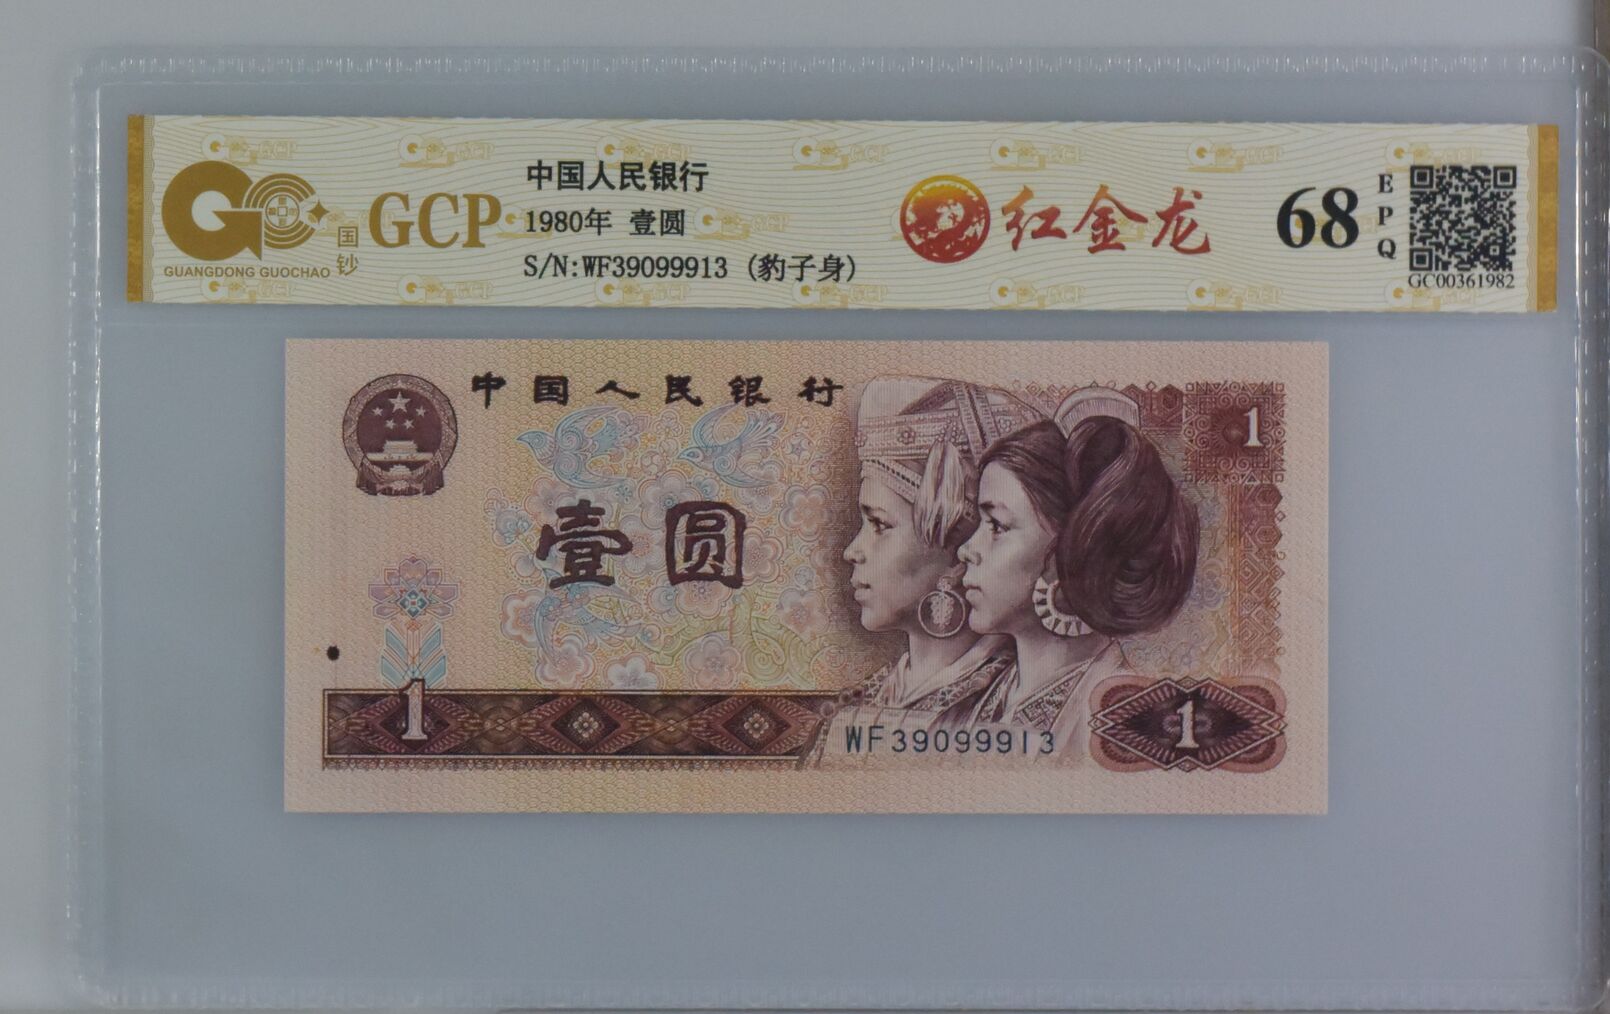 GUANGDONG GUOCHAO
国钞
GCP
中国人民银行
1980年 壹圆
S/N:WF39099913 (豹子身)
红金龙
68
EPQ
GC00361982
中国人民银行
1
壹圆
1
WF39099913
1